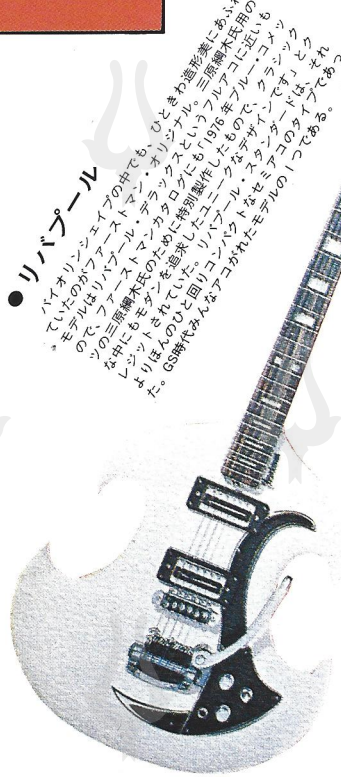 ●リバプール
バイオリンシェイプの中でも、ひときわ造形美にあふれ
ていたのがファーストマン・オリジナル。三原綱木氏用の
モデルはリバプール・デラックスというフルアコに近いも
ので、ファーストマンカタログにも「1976年ブルー・コメッ
ツの三原綱木氏のために特別製作したもので、クラシック
な中にもモダンを追求したユニークなデザインです」とク
レジットされていた。リバプール・スタンダードは、それ
よりほんのひと回りコンパクトなセミアコのタイプであっ
た。GS時代みんなアコがれたモデルの1つである。